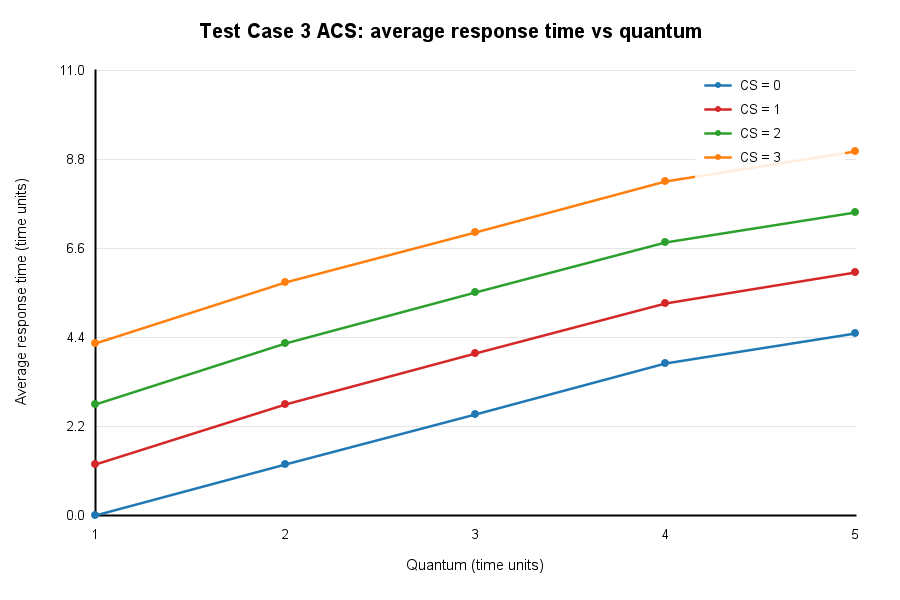 Test Case 3 ACS: average response time vs quantum
11.0
8.8
6.6
4.4
2.2
0.0
Average response time (time units)
CS = 0
CS = 1
CS = 2
CS = 3
1 2 3 4 5
Quantum (time units)